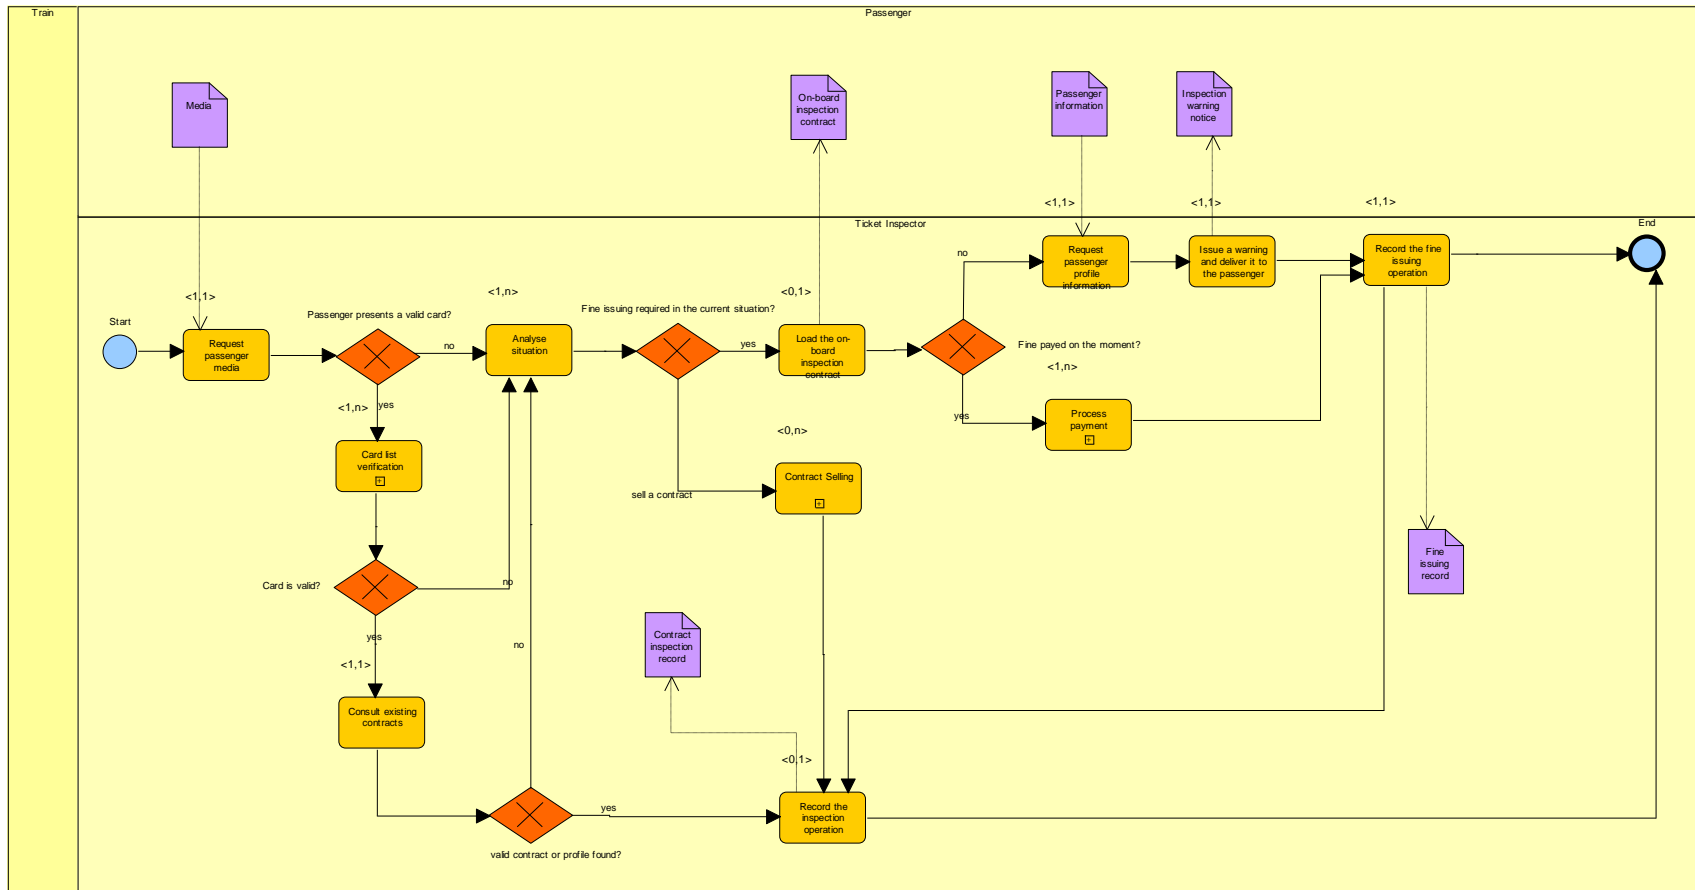 Train
Passenger
Media
On-board
inspection
contract
Passenger
information
Inspection
warning
notice
<1,1>
<1,1>
<1,1>
Ticket Inspector
End
no
Request
passenger
profile
information
Issue a warning
and deliver it to
the passenger
Record the fine
issuing
operation
<1,1>
<1,n>
<0,1>
Start
Passenger presents a valid card?
Fine issuing required in the current situation?
Request
passenger
media
no
Analyse
situation
yes
Load the on-
board
inspection
contract
Fine payed on the moment?
<1,n>
<1,n>
yes
yes
Process
payment
<0,n>
Card list
verification
Contract Selling
sell a contract
Fine
issuing
record
Card is valid?
no
yes
no
Contract
inspection
record
<1,1>
Consult existing
contracts
<0,1>
yes
Record the
inspection
operation
valid contract or profile found?